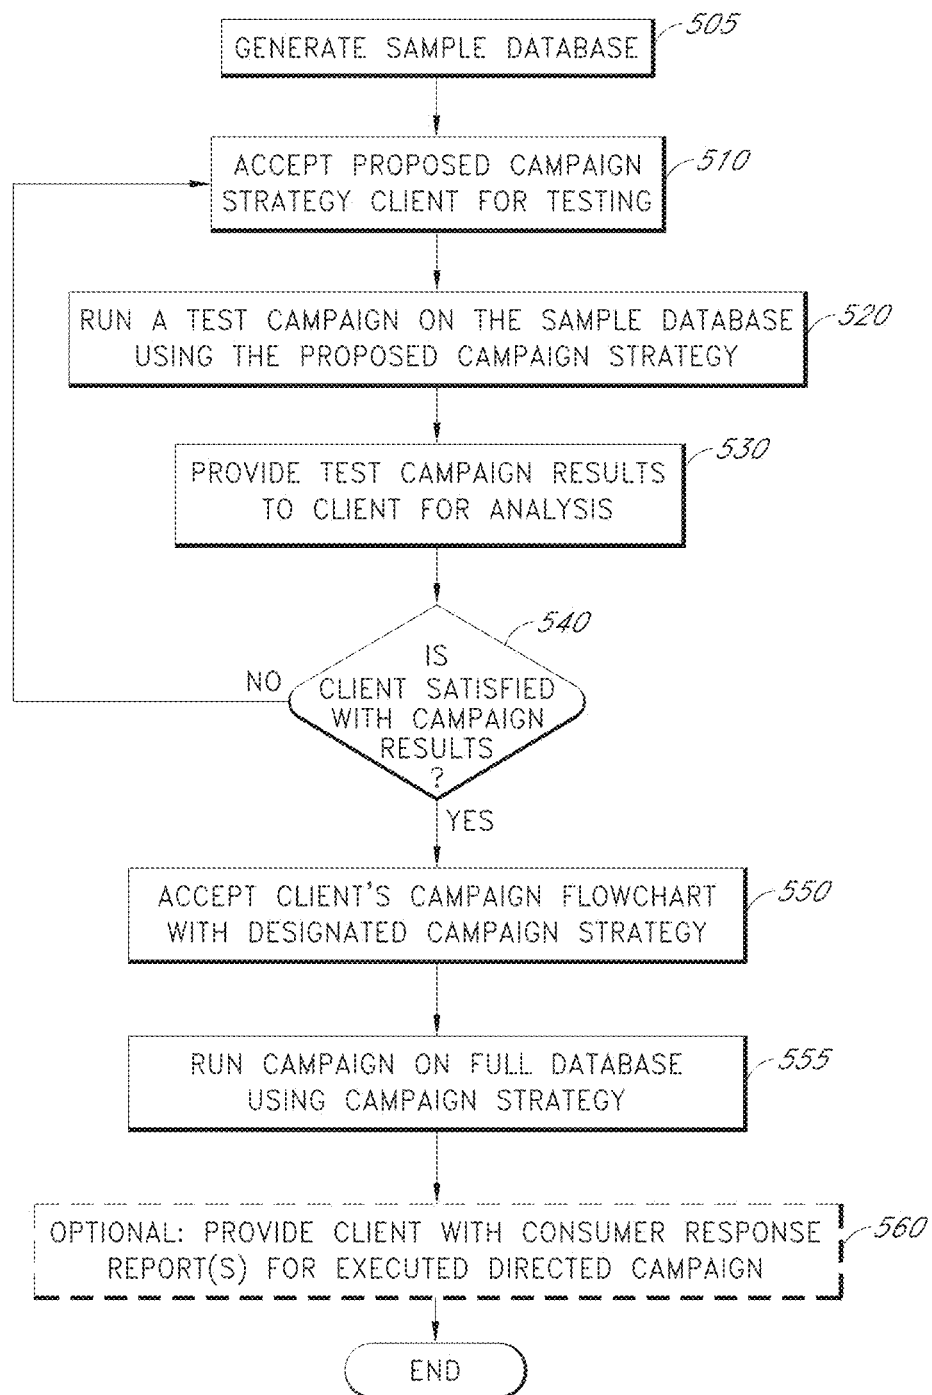 GENERATE SAMPLE DATABASE
505
ACCEPT PROPOSED CAMPAIGN
STRATEGY CLIENT FOR TESTING
510
RUN A TEST CAMPAIGN ON THE SAMPLE DATABASE
USING THE PROPOSED CAMPAIGN STRATEGY
520
PROVIDE TEST CAMPAIGN RESULTS
TO CLIENT FOR ANALYSIS
530
540
IS
CLIENT SATISFIED
WITH CAMPAIGN
RESULTS
?
NO
YES
ACCEPT CLIENT'S CAMPAIGN FLOWCHART
WITH DESIGNATED CAMPAIGN STRATEGY
550
RUN CAMPAIGN ON FULL DATABASE
USING CAMPAIGN STRATEGY
555
OPTIONAL: PROVIDE CLIENT WITH CONSUMER RESPONSE
REPORT(S) FOR EXECUTED DIRECTED CAMPAIGN
560
END